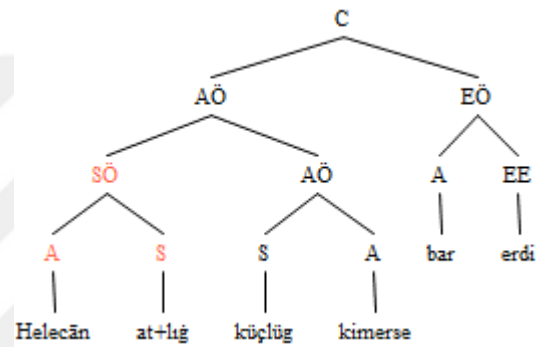 C
AÖ EÖ
SÖ AÖ A EE
A S S A bar erdi
Helecān at+lıġ küçlüg kimerse